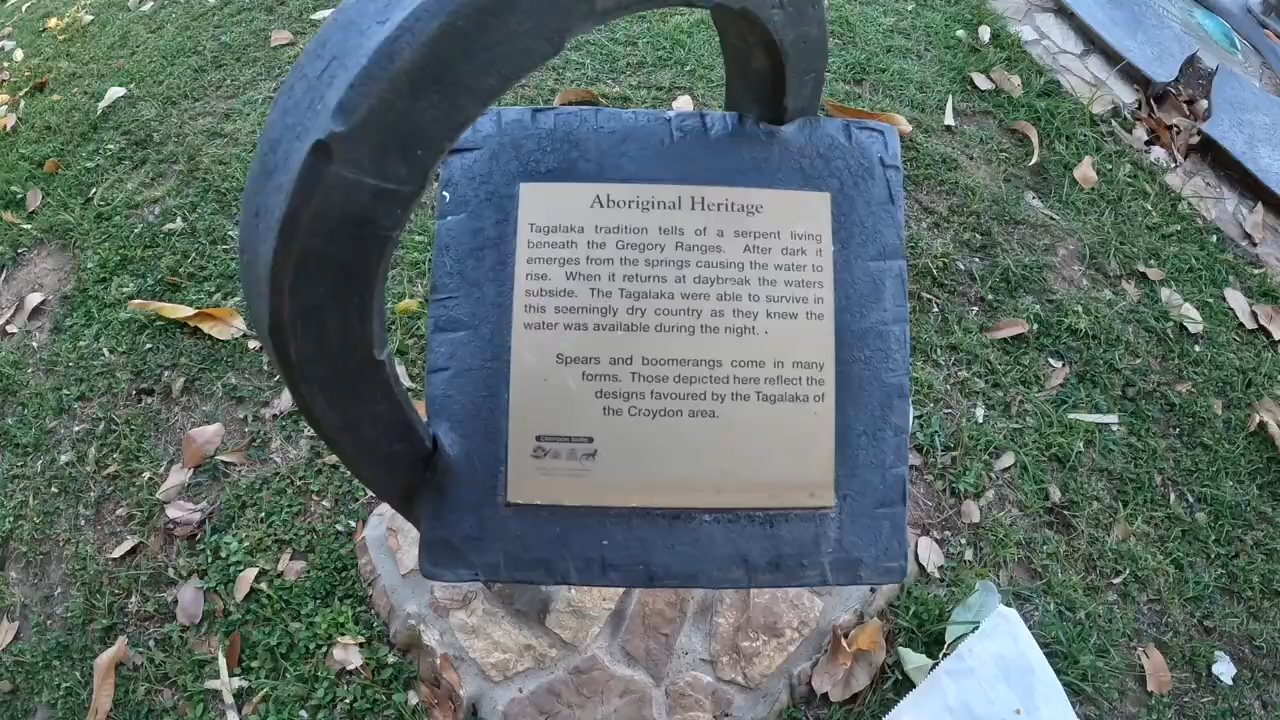 Aboriginal Heritage
Tagalaka tradition tells of a serpent living
beneath the Gregory Ranges. After dark it
emerges from the springs causing the water to
rise. When it returns at daybreak the waters
subside. The Tagalaka were able to survive in
this seemingly dry country as they knew the
water was available during the night. .
Spears and boomerangs come in many
forms. Those depicted here reflect the
designs favoured by the Tagalaka of
the Croydon area.